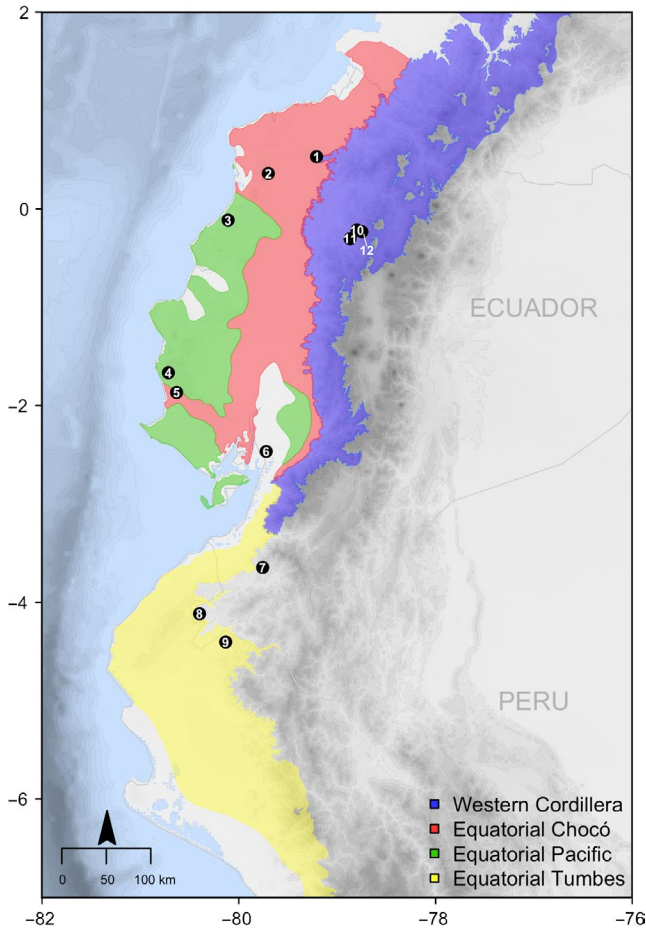 2
0
−2
−4
−6
1
2
3
10
11
12
ECUADOR
4
5
6
7
8
9
PERU
Western Cordillera
Equatorial Chocó
Equatorial Pacific
Equatorial Tumbes
0 50 100 km
−82 −80 −78 −76